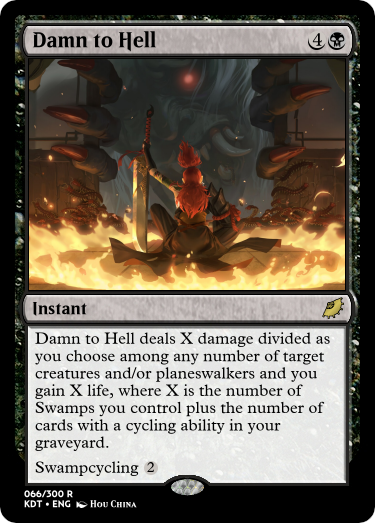 Damn to Hell 4
Instant
Damn to Hell deals X damage divided as
you choose among any number of target
creatures and/or planeswalkers and you
gain X life, where X is the number of
Swamps you control plus the number of
cards with a cycling ability in your
graveyard.
Swampcycling 2
066/300 R
KDT • ENG Hou China